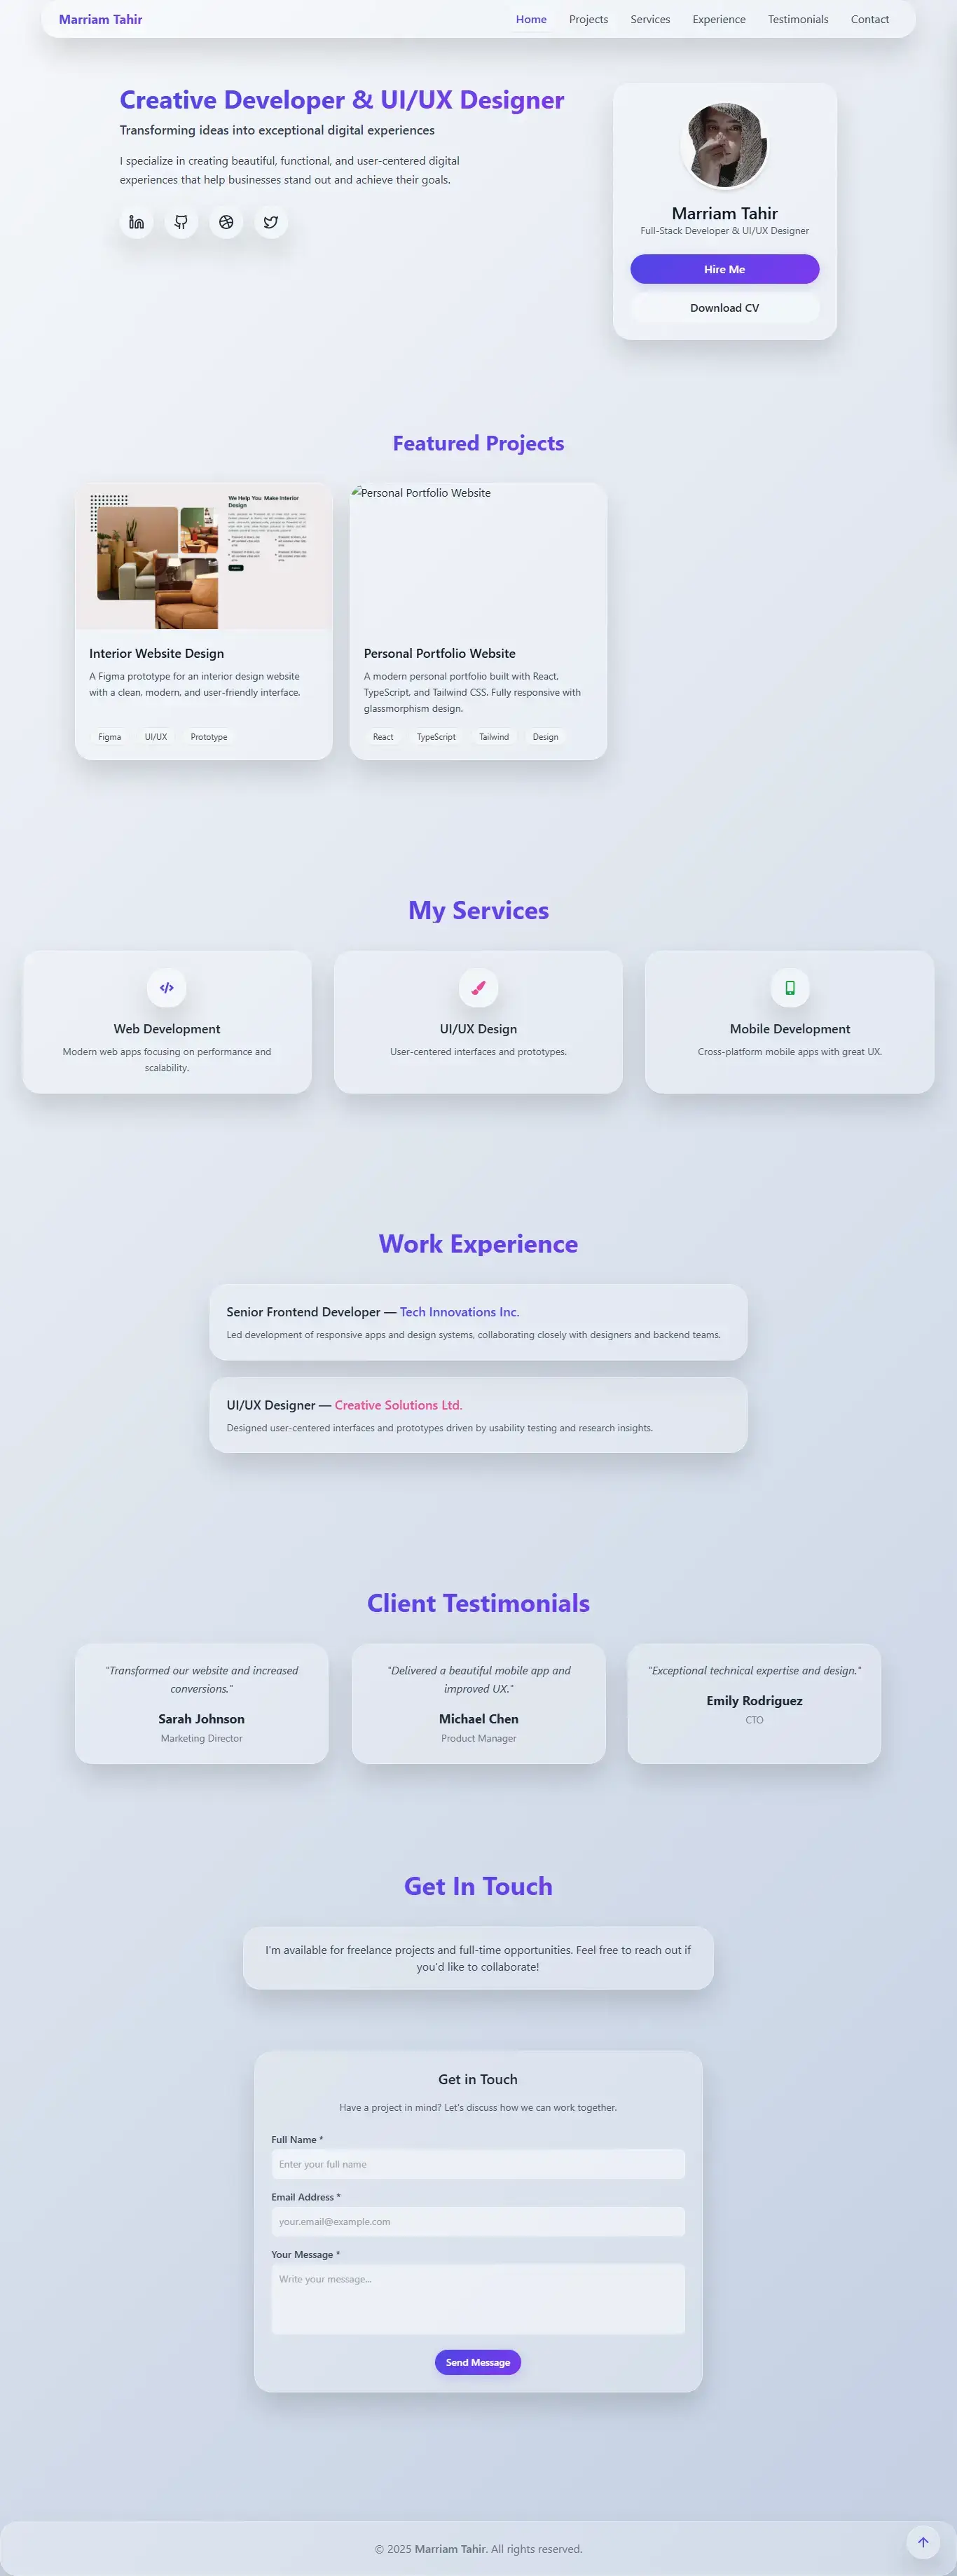 Marriam Tahir
Home Projects Services Experience Testimonials Contact
Creative Developer & UI/UX Designer
Transforming ideas into exceptional digital experiences
I specialize in creating beautiful, functional, and user-centered digital
experiences that help businesses stand out and achieve their goals.
Marriam Tahir
Full-Stack Developer & UI/UX Designer
Hire Me
Download CV
Featured Projects
We Help You Make Interior
Design
Interior Website Design
A Figma prototype for an interior design website
with a clean, modern, and user-friendly interface.
Figma UI/UX Prototype
Personal Portfolio Website
Personal Portfolio Website
A modern personal portfolio built with React,
TypeScript, and Tailwind CSS. Fully responsive with
glassmorphism design.
React TypeScript Tailwind Design
My Services
Web Development
Modern web apps focusing on performance and
scalability.
UI/UX Design
User-centered interfaces and prototypes.
Mobile Development
Cross-platform mobile apps with great UX.
Work Experience
Senior Frontend Developer — Tech Innovations Inc.
Led development of responsive apps and design systems, collaborating closely with designers and backend teams.
UI/UX Designer — Creative Solutions Ltd.
Designed user-centered interfaces and prototypes driven by usability testing and research insights.
Client Testimonials
"Transformed our website and increased
conversions."
Sarah Johnson
Marketing Director
"Delivered a beautiful mobile app and
improved UX."
Michael Chen
Product Manager
"Exceptional technical expertise and design."
Emily Rodriguez
CTO
Get In Touch
I'm available for freelance projects and full-time opportunities. Feel free to reach out if
you'd like to collaborate!
Get in Touch
Have a project in mind? Let's discuss how we can work together.
Full Name *
Enter your full name
Email Address *
your.email@example.com
Your Message *
Write your message...
Send Message
© 2025 Marriam Tahir. All rights reserved.